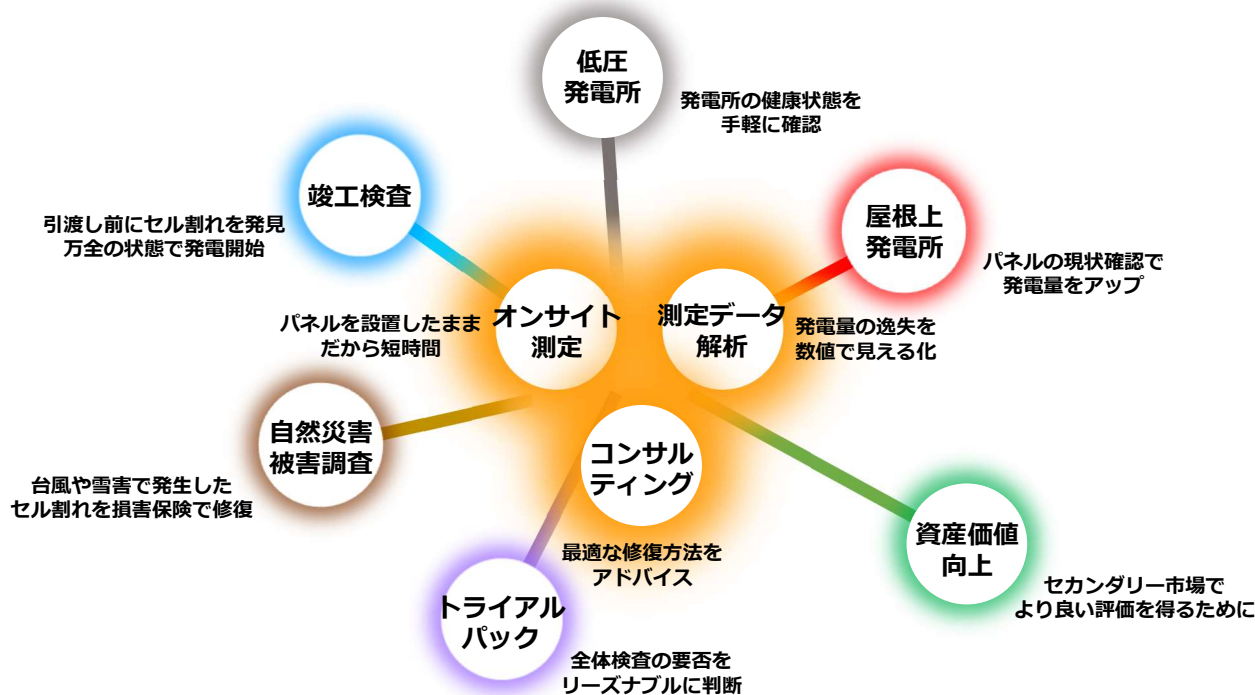 低圧
発電所
発電所の健康状態を
手軽に確認
竣工検査
引渡し前にセル割れを発見
万全の状態で発電開始
屋根上
発電所
パネルの現状確認で
発電量をアップ
オンサイト
測定
パネルを設置したまま
だから短時間
測定データ
解析
発電量の逸失を
数値で見える化
自然災害
被害調査
台風や雪害で発生した
セル割れを損害保険で修復
コンサル
ティング
最適な修復方法を
アドバイス
資産価値
向上
セカンダリー市場で
より良い評価を得るために
トライアル
パック
全体検査の要否を
リーズナブルに判断